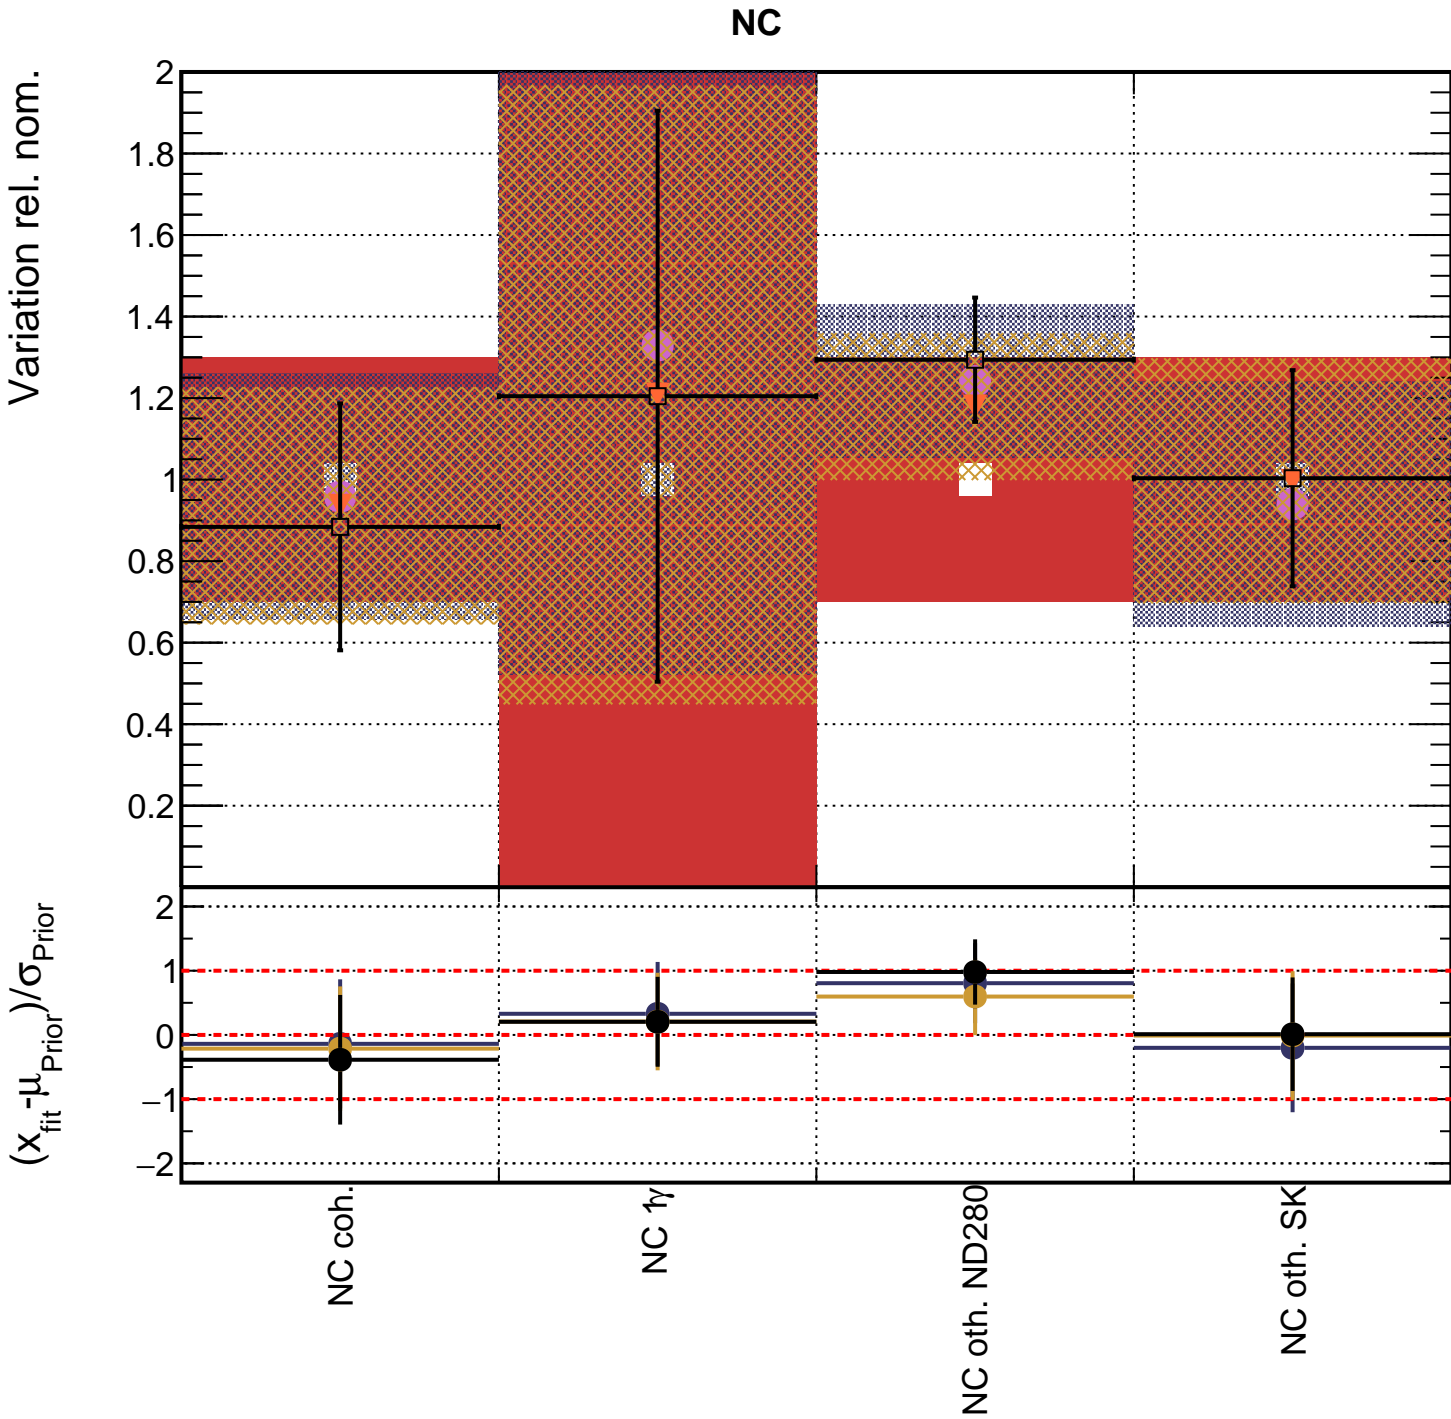 NC
Variation rel. nom.
2
1.8
1.6
1.4
1.2
1
0.8
0.6
0.4
0.2
(x_fit-μ_Prior)/σ_Prior
2
1
0
−1
−2
NC coh.
NC 1γ
NC oth. ND280
NC oth. SK